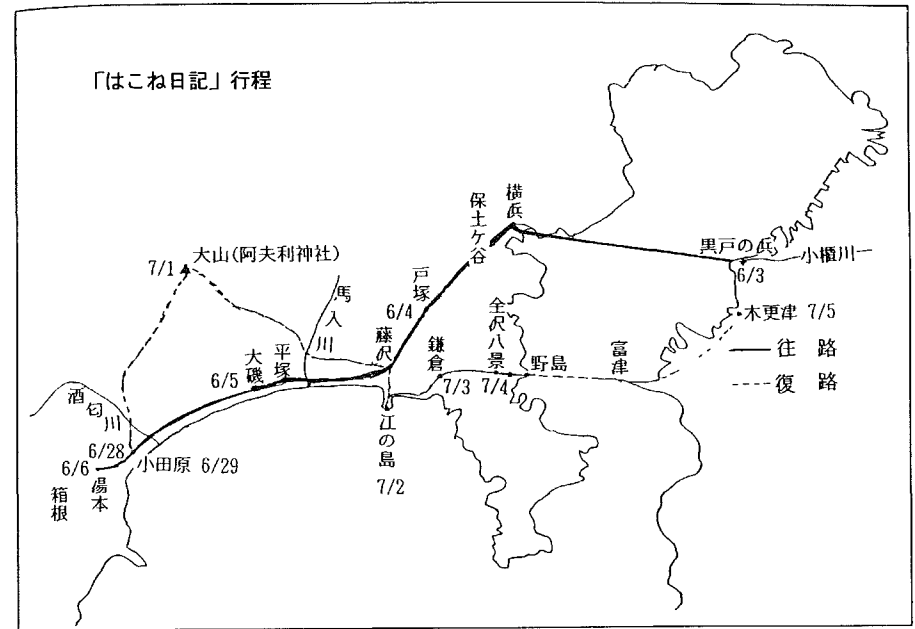 「はこね日記」行程
横浜
保土ケ谷
黒戸の浜
小櫃川
6/3
大山(阿夫利神社)
7/1
戸塚
6/4
馬入川
木更津 7/5
藤沢
往 路
復 路
平塚
大磯
6/5
鎌倉
7/3
金沢八景
7/4
野島
富津
酒匂川
江の島
7/2
6/28
小田原 6/29
6/6
湯本
箱根